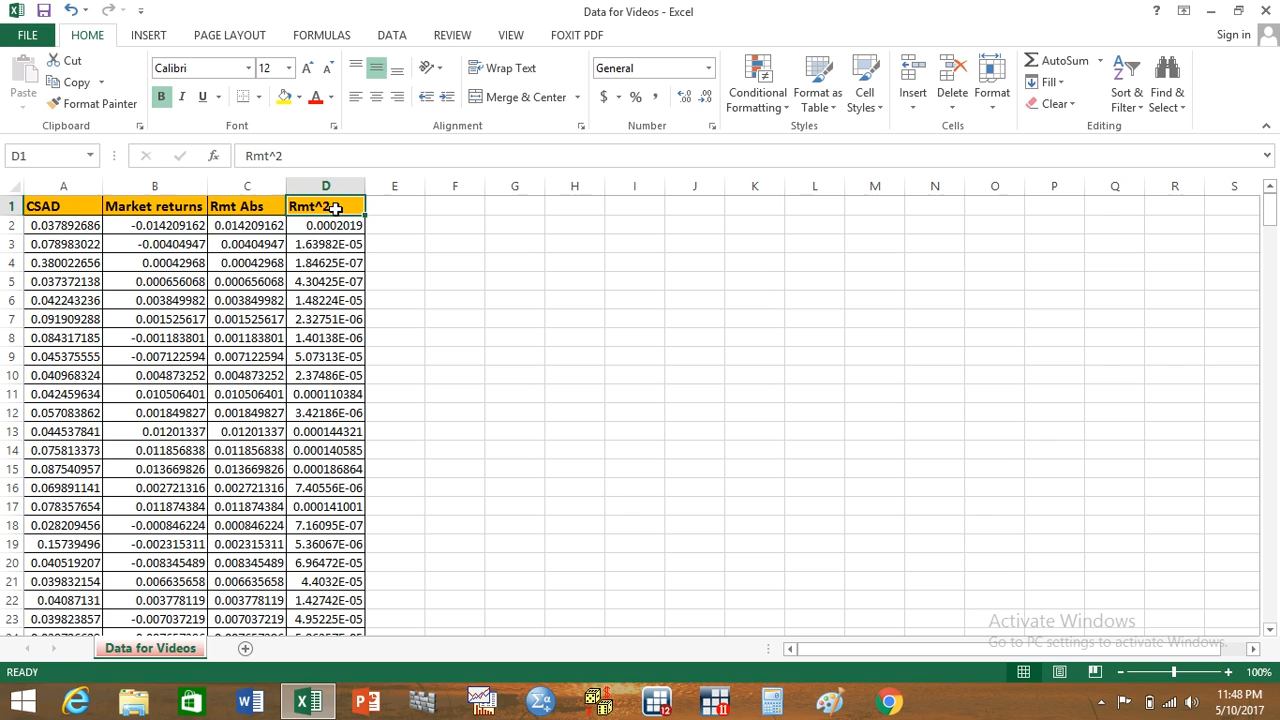 Data for Videos - Excel
?
FILE HOME INSERT PAGE LAYOUT FORMULAS DATA REVIEW VIEW FOXIT PDF Sign in
Paste Cut Copy Format Painter Clipboard
Calibri 12 B I U A Font
Wrap Text Merge & Center Alignment
General $ % , Number
Conditional Formatting Format as Table Cell Styles Styles
Insert Delete Format Cells
AutoSum Fill Clear Sort & Filter Find & Select Editing
D1 fx Rmt^2
A B C D E F G H I J K L M N O P Q R S
1 CSAD Market returns Rmt Abs Rmt^2
2 0.037892686 -0.014209162 0.014209162 0.0002019
3 0.078983022 -0.00404947 0.00404947 1.63982E-05
4 0.380022656 0.00042968 0.00042968 1.84625E-07
5 0.037372138 0.000656068 0.000656068 4.30425E-07
6 0.042243236 0.003849982 0.003849982 1.48224E-05
7 0.091909288 0.001525617 0.001525617 2.32751E-06
8 0.084317185 -0.001183801 0.001183801 1.40138E-06
9 0.045375555 -0.007122594 0.007122594 5.07313E-05
10 0.040968324 0.004873252 0.004873252 2.37486E-05
11 0.042459634 0.010506401 0.010506401 0.000110384
12 0.057083862 0.001849827 0.001849827 3.42186E-06
13 0.044537841 0.01201337 0.01201337 0.000144321
14 0.075813373 0.011856838 0.011856838 0.000140585
15 0.087540957 0.013669826 0.013669826 0.000186864
16 0.069891141 0.002721316 0.002721316 7.40556E-06
17 0.078357654 0.011874384 0.011874384 0.000141001
18 0.028209456 -0.000846224 0.000846224 7.16095E-07
19 0.15739496 -0.002315311 0.002315311 5.36067E-06
20 0.040519207 -0.008345489 0.008345489 6.96472E-05
21 0.039832154 0.006635658 0.006635658 4.4032E-05
22 0.04087131 0.003778119 0.003778119 1.42742E-05
23 0.039823857 -0.007037219 0.007037219 4.95225E-05
Activate Windows
Go to PC settings to activate Windows.
Data for Videos
READY 100%
11:48 PM
5/10/2017